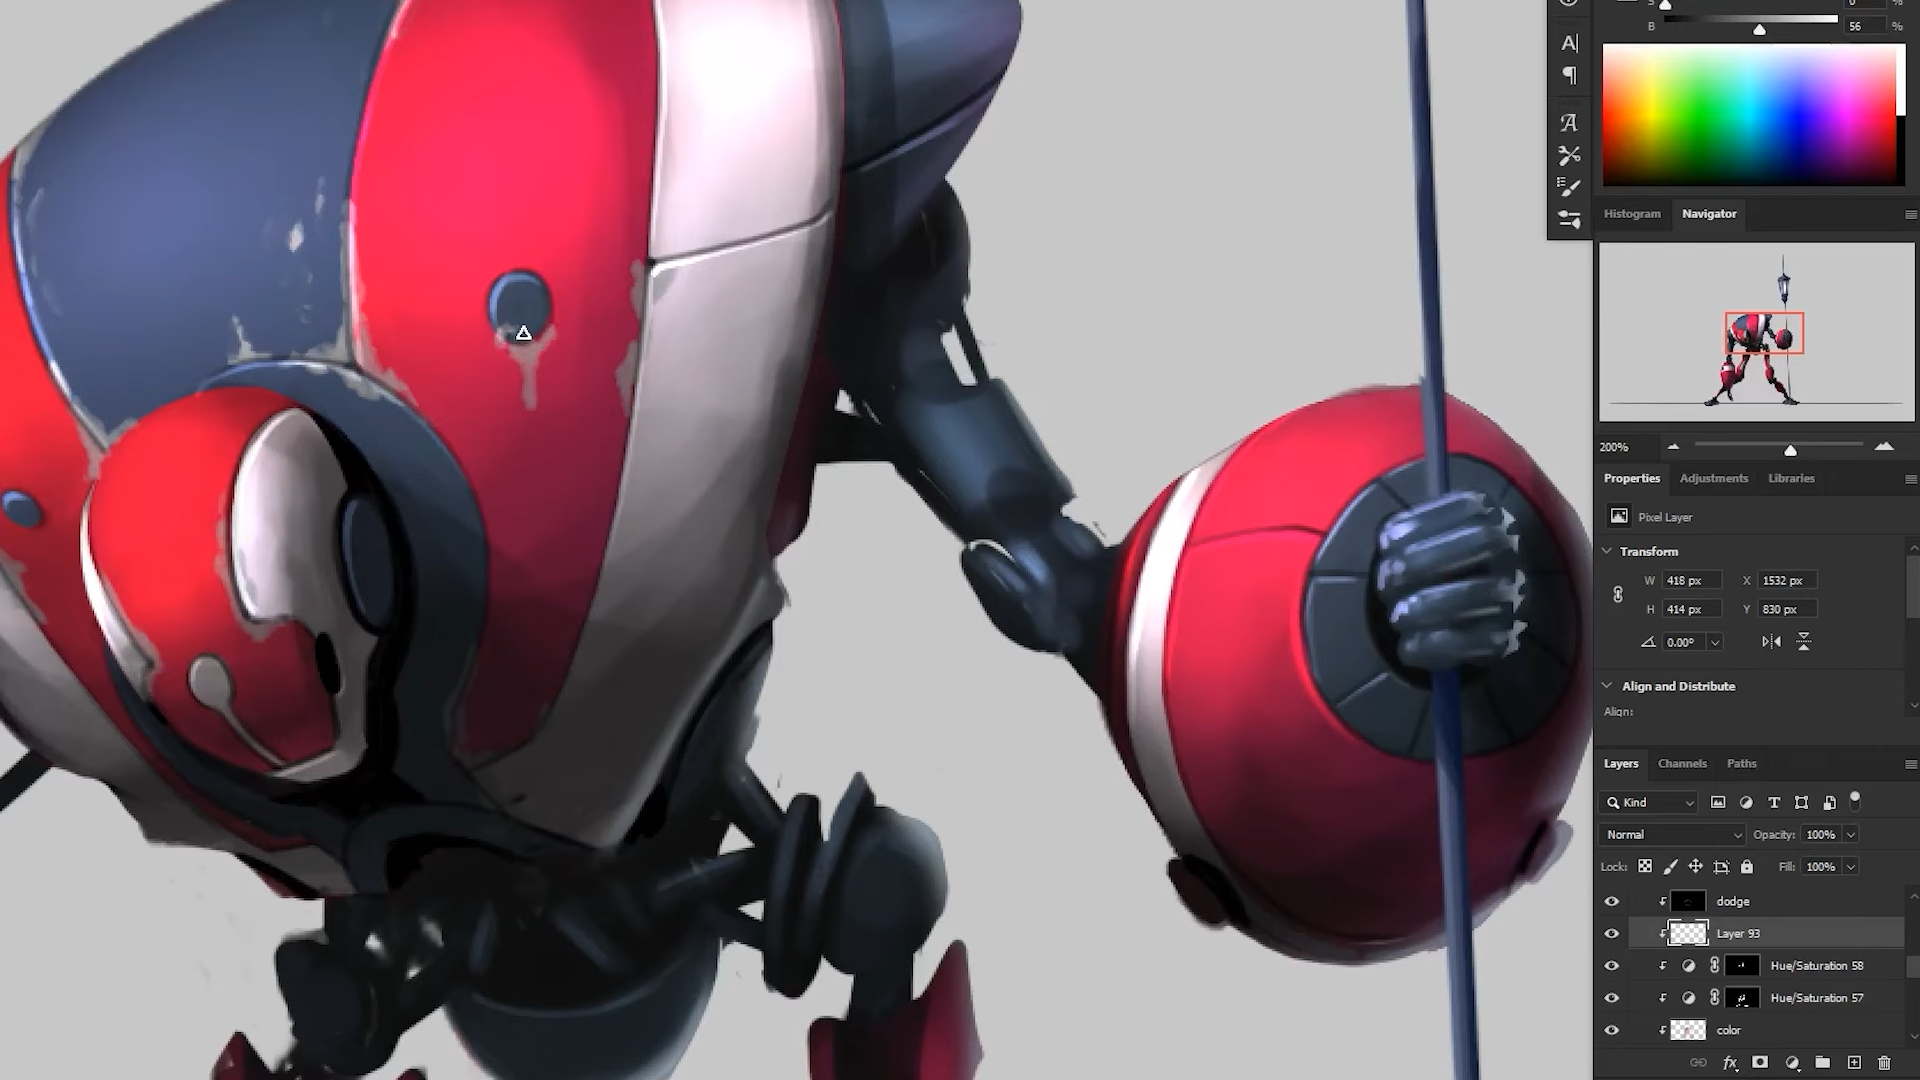 S 0 %
B 56 %
Histogram Navigator
200%
Properties Adjustments Libraries
Pixel Layer
Transform
W 418 px X 1532 px
H 414 px Y 830 px
0.00°
Align and Distribute
Align:
Layers Channels Paths
Kind
Normal Opacity: 100%
Lock: Fill: 100%
dodge
Layer 93
Hue/Saturation 58
Hue/Saturation 57
color
fx